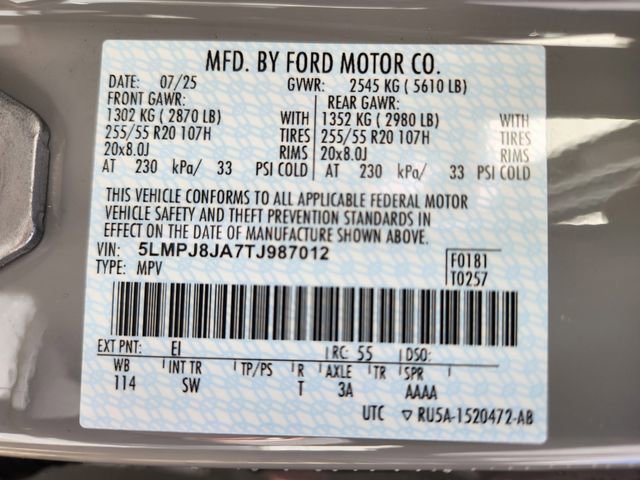 MFD. BY FORD MOTOR CO.
DATE: 07/25 GVWR: 2545 KG ( 5610 LB)
FRONT GAWR: REAR GAWR:
1302 KG ( 2870 LB) WITH 1352 KG ( 2980 LB) WITH
255/55 R20 107H TIRES 255/55 R20 107H TIRES
20x8.0J RIMS 20x8.0J RIMS
AT 230 kPa/ 33 PSI COLD AT 230 kPa/ 33 PSI COLD
THIS VEHICLE CONFORMS TO ALL APPLICABLE FEDERAL MOTOR
VEHICLE SAFETY AND THEFT PREVENTION STANDARDS IN
EFFECT ON THE DATE OF MANUFACTURE SHOWN ABOVE.
VIN: 5LMPJ8JA7TJ987012 F0181
TYPE: MPV T0257
EXT PNT: EI RC: 55 DSO:
WB INT TR TP/PS R AXLE TR SPR
114 SW T 3A AAAA
UTC ▽ RU5A-1520472-AB